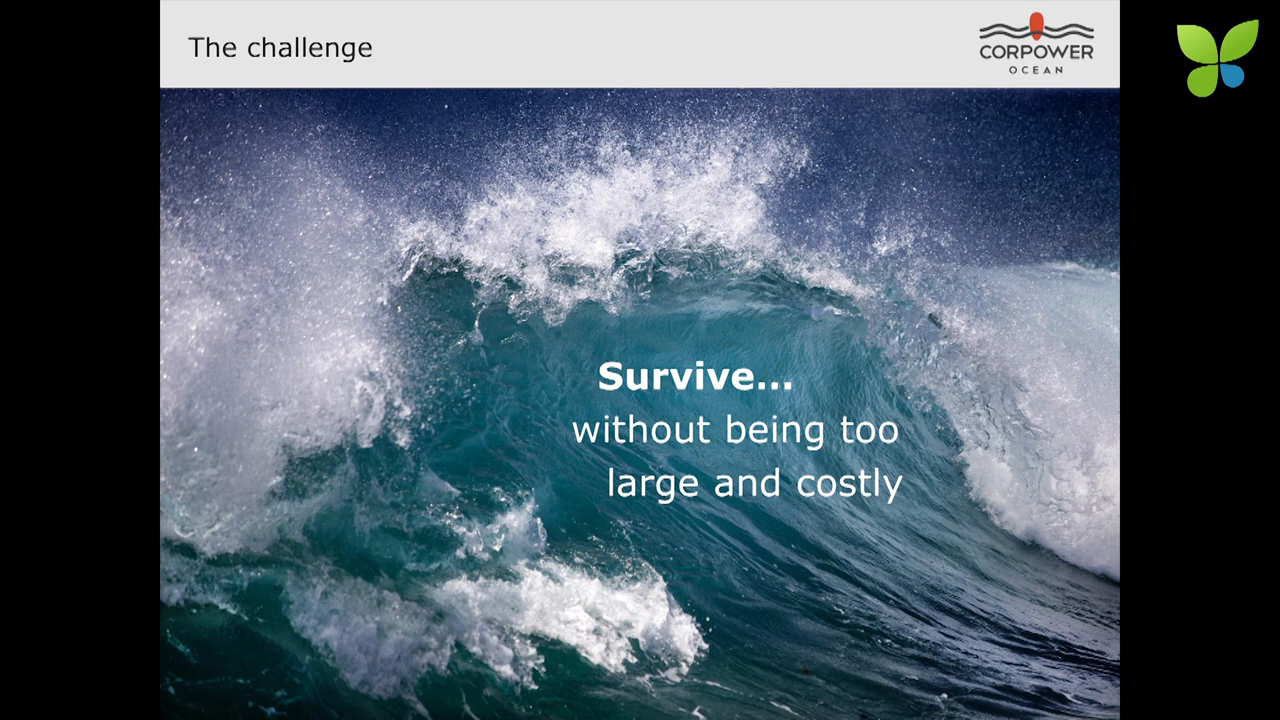 The challenge
CORPOWER
OCEAN
Survive...
without being too
large and costly